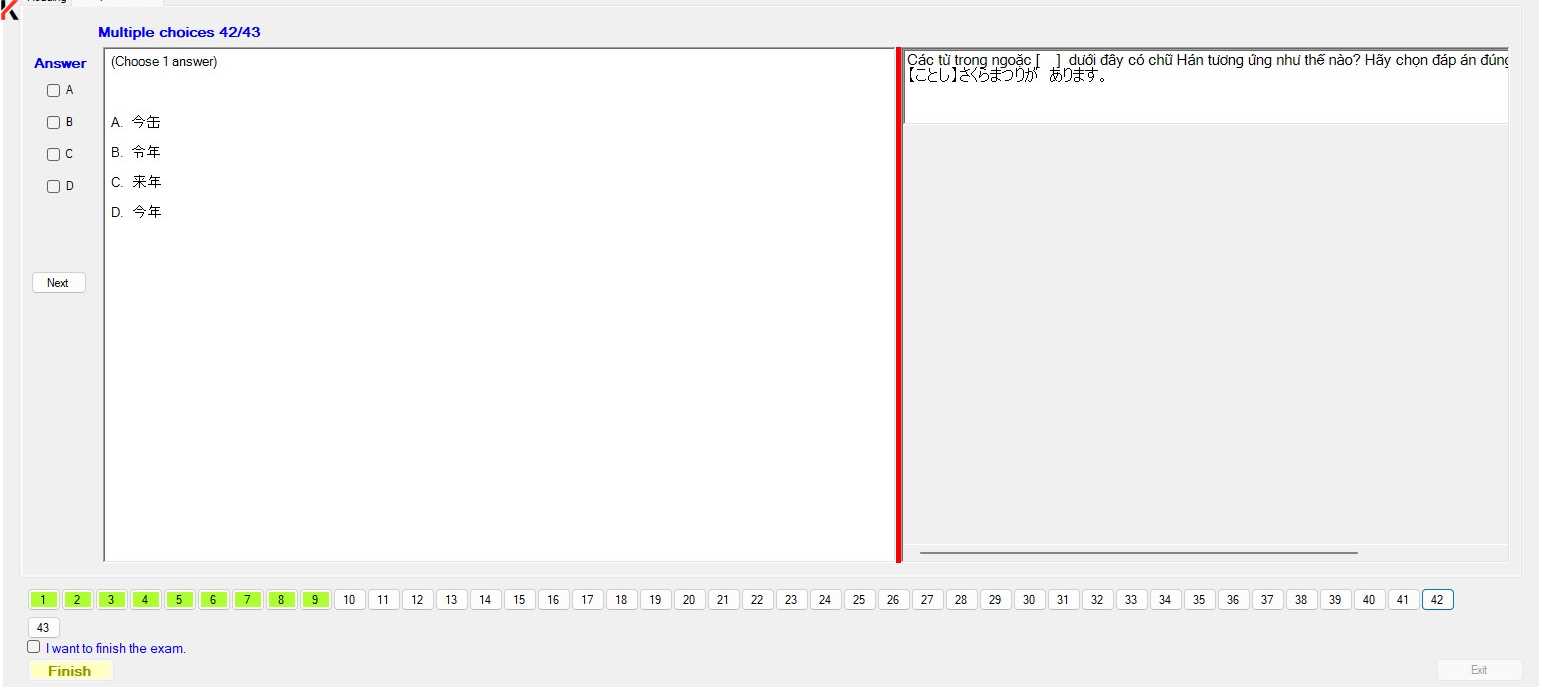 Multiple choices 42/43
Answer
(Choose 1 answer)
A
B
C
D
A. 今缶
B. 令年
C. 来年
D. 今年
Next
Các từ trong ngoặc [ ] dưới đây có chữ Hán tương ứng như thế nào? Hãy chọn đáp án đúng
【ことし】さくらまつりが あります。
1 2 3 4 5 6 7 8 9 10 11 12 13 14 15 16 17 18 19 20 21 22 23 24 25 26 27 28 29 30 31 32 33 34 35 36 37 38 39 40 41 42
43
I want to finish the exam.
Finish
Exit